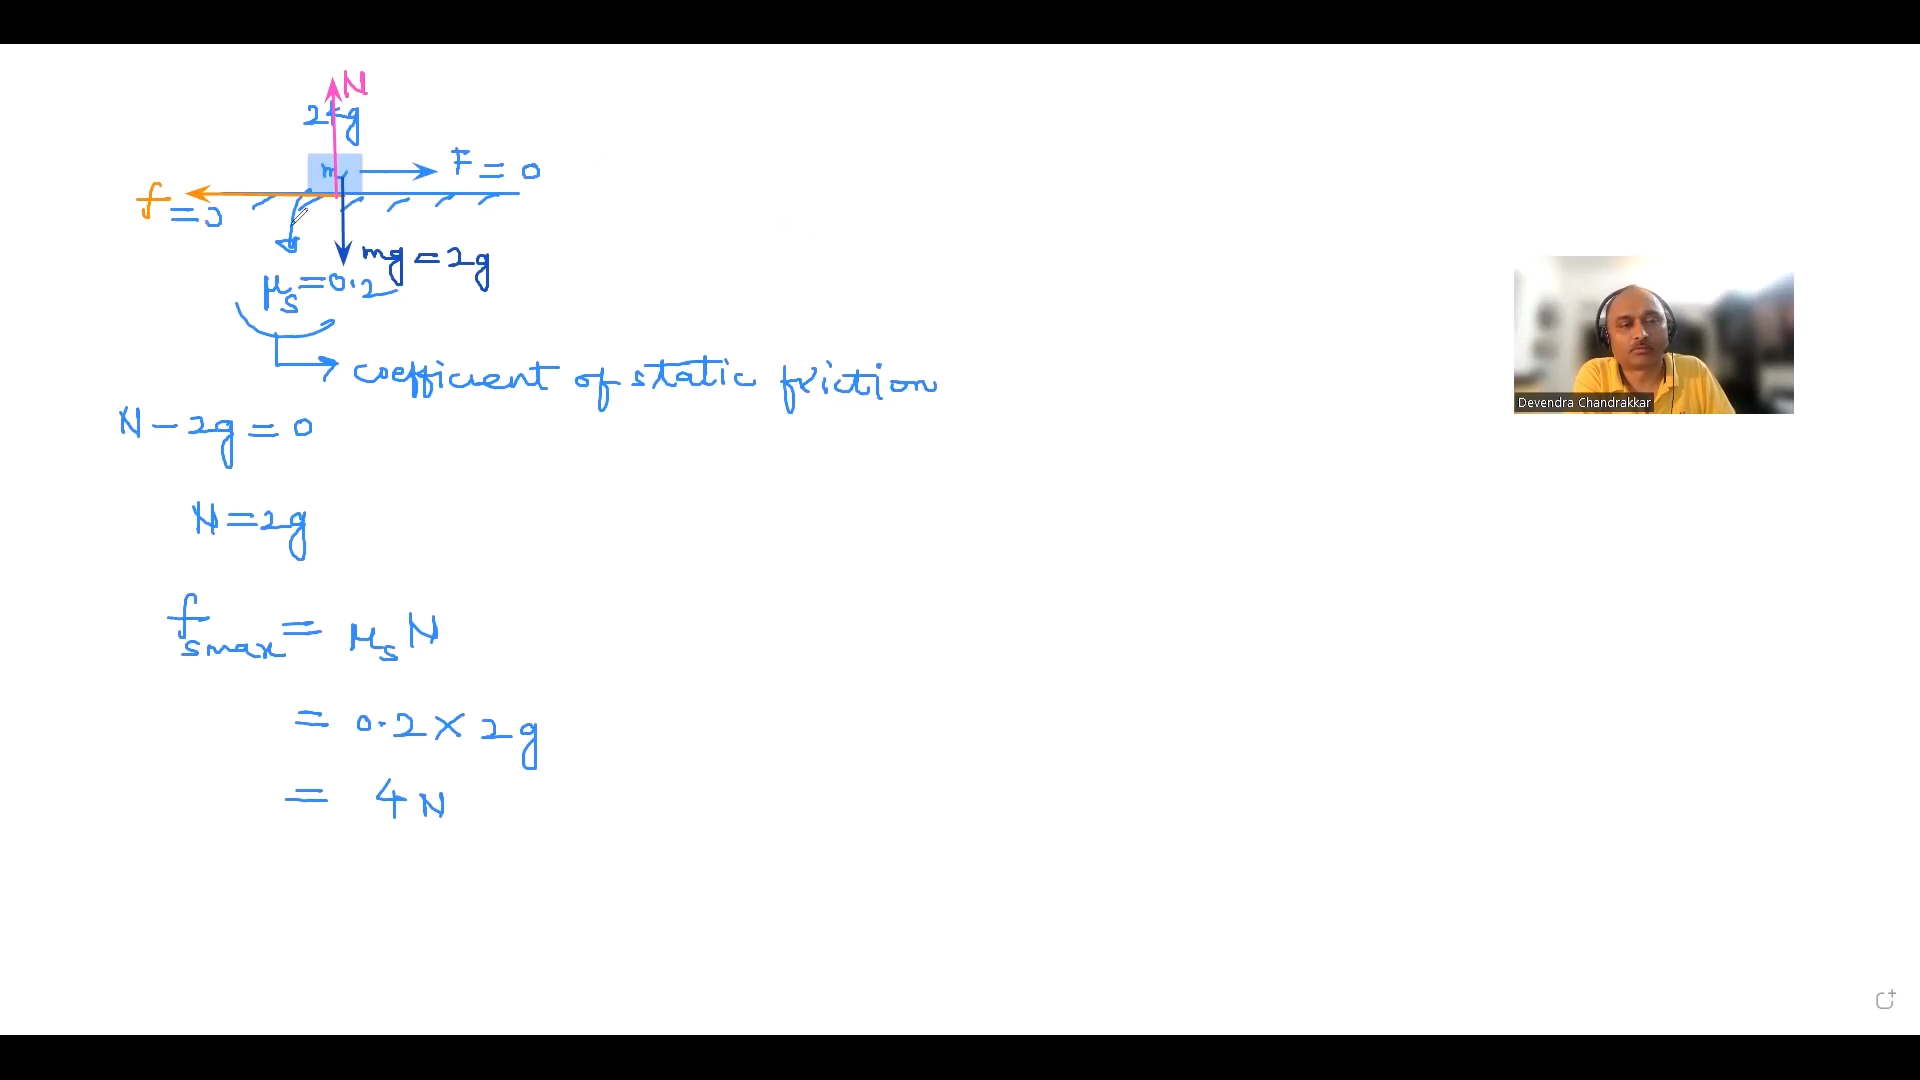 N
2kg
m
F = 0
f = 0
mg = 2g
μs = 0.2
coefficient of static friction
N - 2g = 0
N = 2g
fsmax = μs N
= 0.2 × 2g
= 4 N
Devendra Chandrakkar